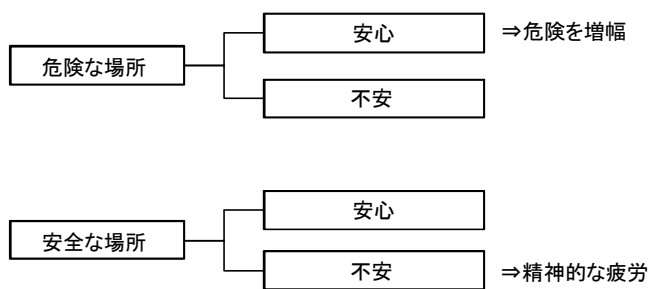 安心 ⇒危険を増幅
危険な場所
不安
安心
安全な場所
不安 ⇒精神的な疲労